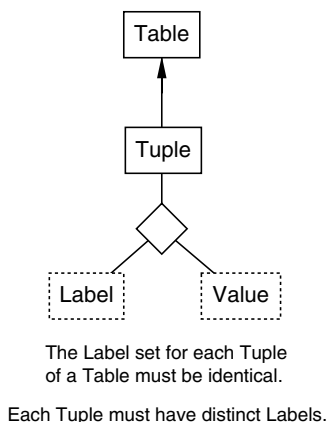 Table
Tuple
Label Value
The Label set for each Tuple
of a Table must be identical.
Each Tuple must have distinct Labels.